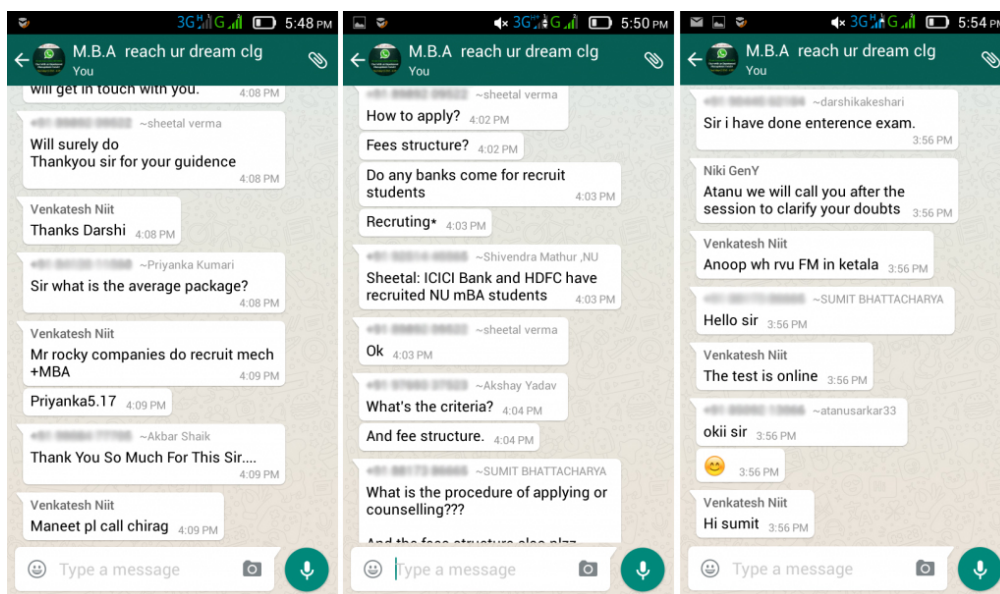 3G G 5:48 PM
M.B.A reach ur dream clg
You
will get in touch with you. 4:08 PM
~sheetal verma
Will surely do
Thankyou sir for your guidence
4:08 PM
Venkatesh Niit
Thanks Darshi 4:08 PM
~Priyanka Kumari
Sir what is the average package?
4:08 PM
Venkatesh Niit
Mr rocky companies do recruit mech
+MBA 4:09 PM
Priyanka5.17 4:09 PM
~Akbar Shaik
Thank You So Much For This Sir....
4:09 PM
Venkatesh Niit
Maneet pl call chirag 4:09 PM
Type a message
3G G 5:50 PM
M.B.A reach ur dream clg
You
~sheetal verma
How to apply? 4:02 PM
Fees structure? 4:02 PM
Do any banks come for recruit
students 4:03 PM
Recruting* 4:03 PM
~Shivendra Mathur ,NU
Sheetal: ICICI Bank and HDFC have
recruited NU mBA students 4:03 PM
~sheetal verma
Ok 4:03 PM
~Akshay Yadav
What's the criteria? 4:04 PM
And fee structure. 4:04 PM
~SUMIT BHATTACHARYA
What is the procedure of applying or
counselling???
And the fees structure also plzz
Type a message
3G G 5:54 PM
M.B.A reach ur dream clg
You
~darshikakeshari
Sir i have done enterence exam.
3:56 PM
Niki GenY
Atanu we will call you after the
session to clarify your doubts 3:56 PM
Venkatesh Niit
Anoop wh rvu FM in ketala 3:56 PM
~SUMIT BHATTACHARYA
Hello sir 3:56 PM
Venkatesh Niit
The test is online 3:56 PM
~atanusarkar33
okii sir 3:56 PM
3:56 PM
Venkatesh Niit
Hi sumit 3:56 PM
Type a message